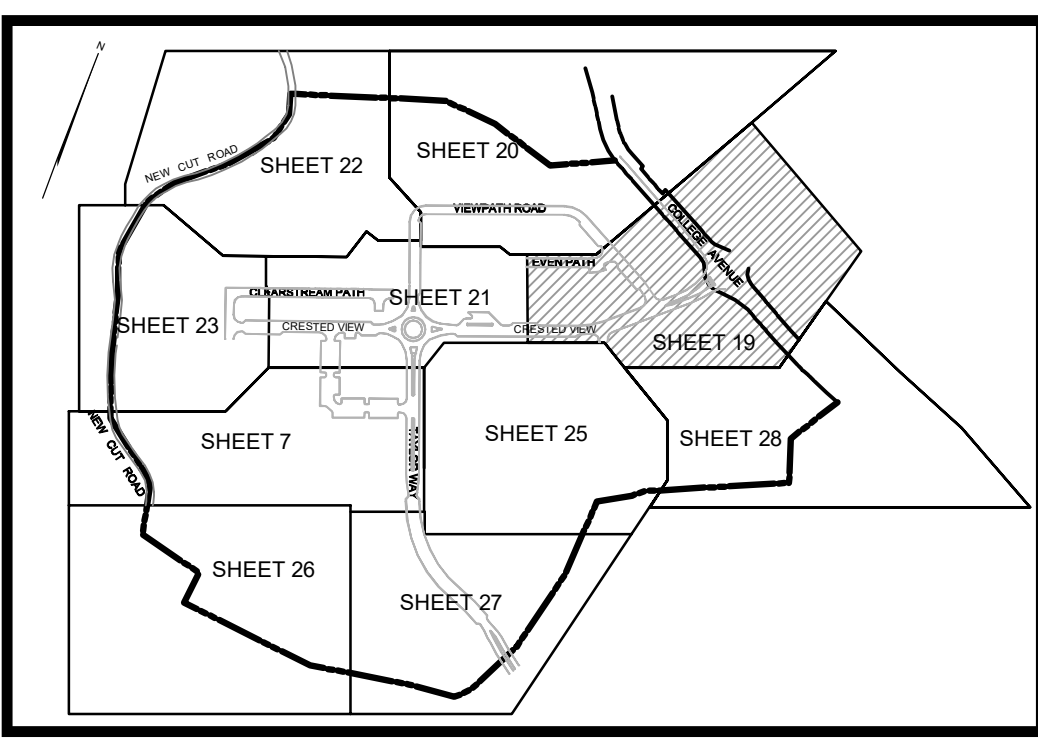 N
NEW CUT ROAD
SHEET 22
SHEET 20
VIEWPATH ROAD
COLLEGE AVENUE
EVEN PATH
CLEARSTREAM PATH
SHEET 21
SHEET 23
CRESTED VIEW
CRESTED VIEW
SHEET 19
NEW CUT ROAD
SHEET 7
SHEET 25
SHEET 28
WAY
SHEET 26
SHEET 27